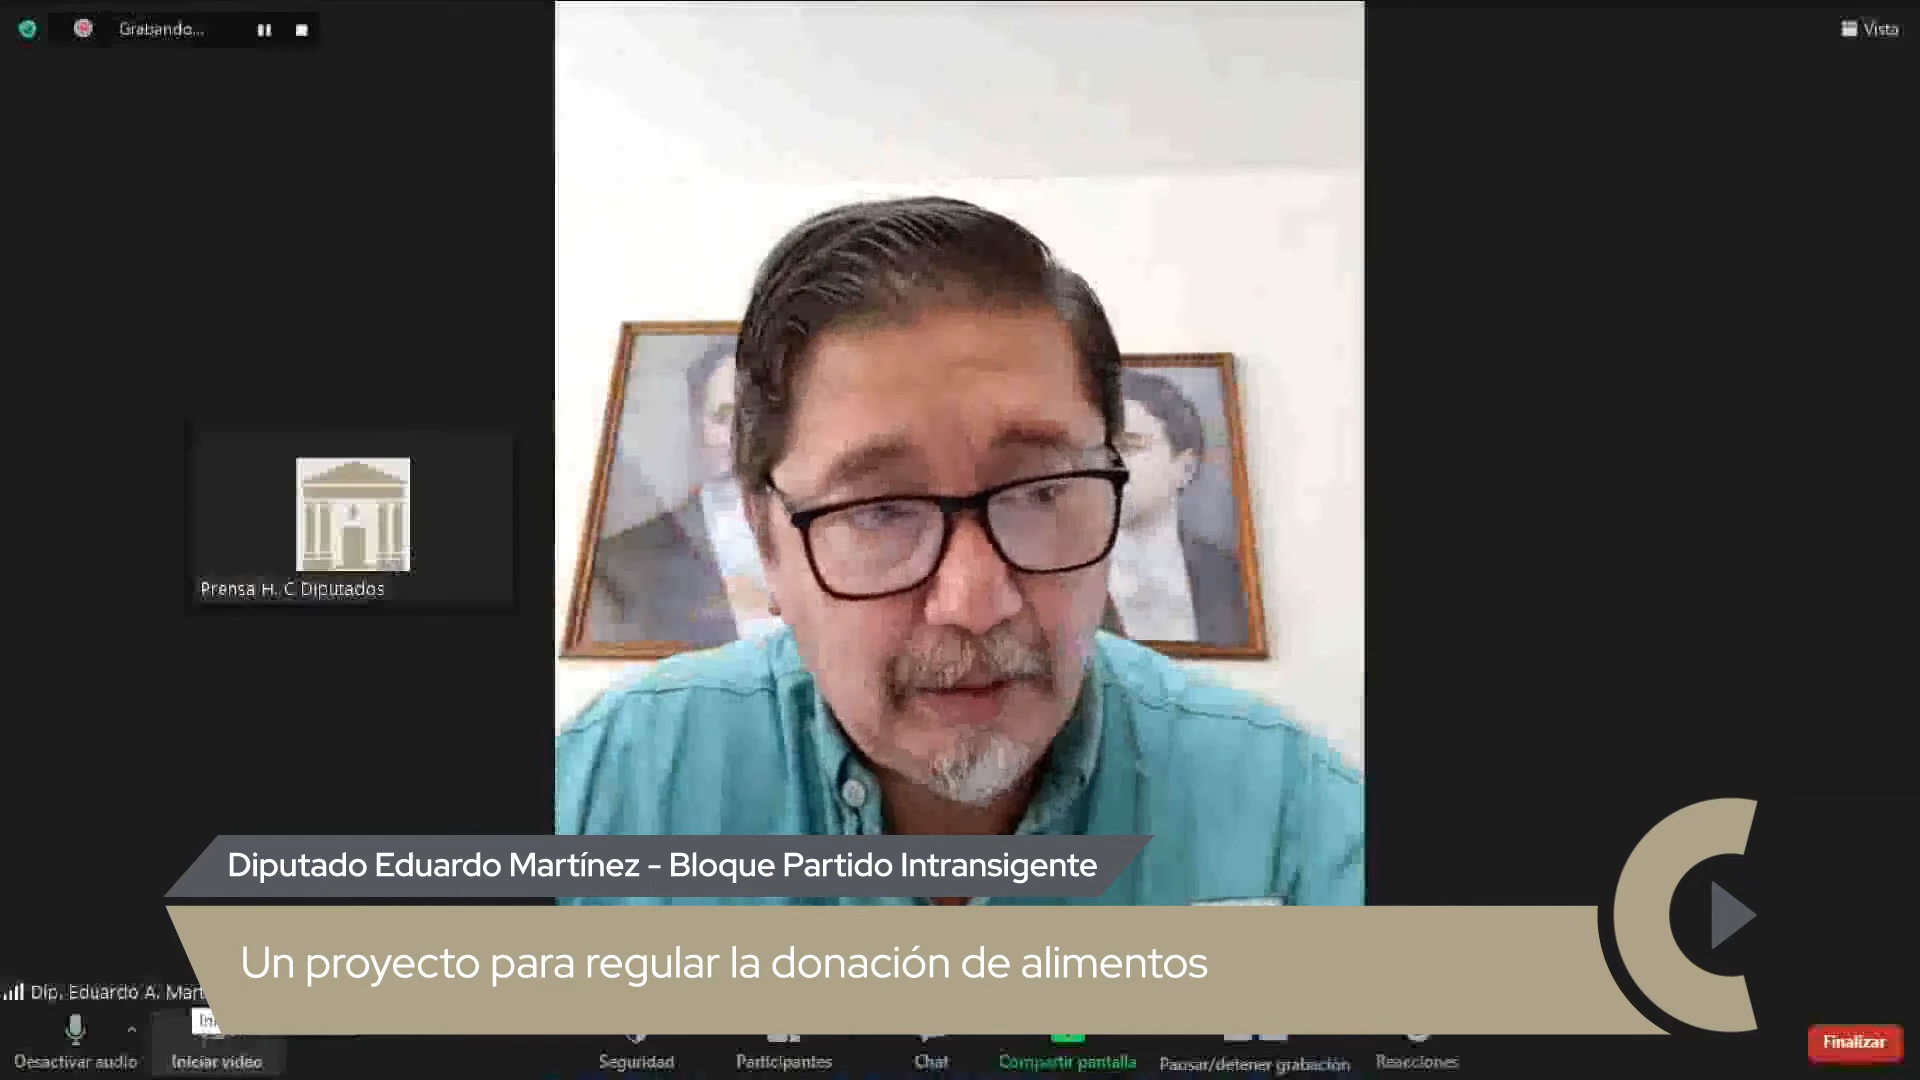 Grabando...
Vista
Prensa H. C Diputados
Diputado Eduardo Martínez - Bloque Partido Intransigente
Un proyecto para regular la donación de alimentos
Dip. Eduardo A. Mart
Desactivar audio
Iniciar video
Seguridad
Participantes
Chat
Compartir pantalla
Pausar/detener grabación
Reacciones
Finalizar